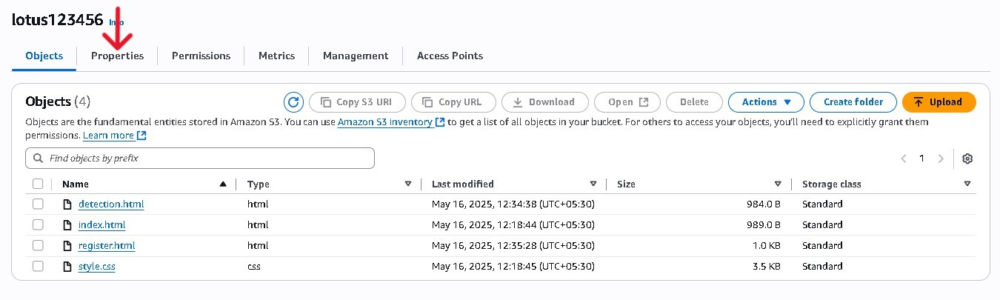 lotus123456 Info
Objects Properties Permissions Metrics Management Access Points
Objects (4) Copy S3 URI Copy URL Download Open Delete Actions Create folder Upload
Objects are the fundamental entities stored in Amazon S3. You can use Amazon S3 inventory to get a list of all objects in your bucket. For others to access your objects, you'll need to explicitly grant them
permissions. Learn more
Find objects by prefix 1
Name Type Last modified Size Storage class
detection.html html May 16, 2025, 12:34:38 (UTC+05:30) 984.0 B Standard
index.html html May 16, 2025, 12:18:44 (UTC+05:30) 989.0 B Standard
register.html html May 16, 2025, 12:35:28 (UTC+05:30) 1.0 KB Standard
style.css css May 16, 2025, 12:18:45 (UTC+05:30) 3.5 KB Standard